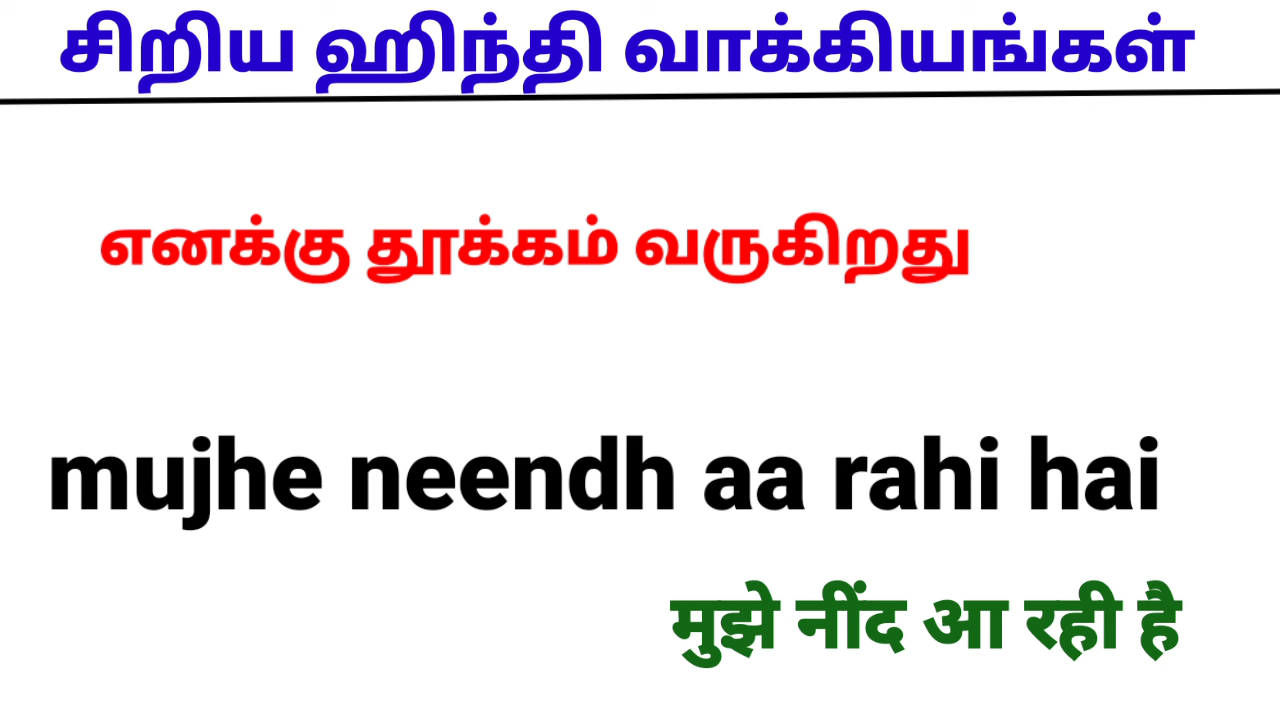 சிறிய ஹிந்தி வாக்கியங்கள்
எனக்கு தூக்கம் வருகிறது
mujhe neendh aa rahi hai
मुझे नींद आ रही है